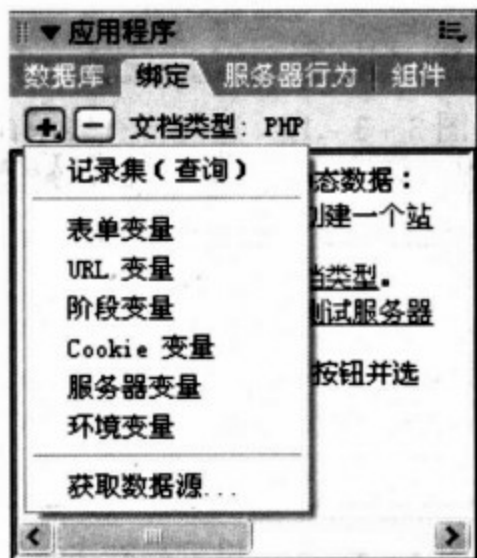 ▼应用程序
数据库 绑定 服务器行为 组件
+ - 文档类型: PHP
记录集(查询)
态态数据:
创建一个站
表单变量
URL 变量
档类型。
阶段变量
测试服务器
Cookie 变量
按钮并选
服务器变量
环境变量
获取数据源...